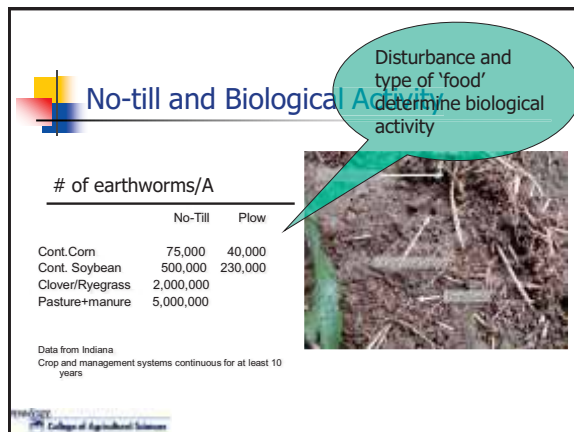 No-till and Biological Activity
Disturbance and
type of ‘food’
determine biological
activity
# of earthworms/A
No-Till Plow
Cont.Corn 75,000 40,000
Cont. Soybean 500,000 230,000
Clover/Ryegrass 2,000,000
Pasture+manure 5,000,000
Data from Indiana
Crop and management systems continuous for at least 10
years
College of Agricultural Sciences